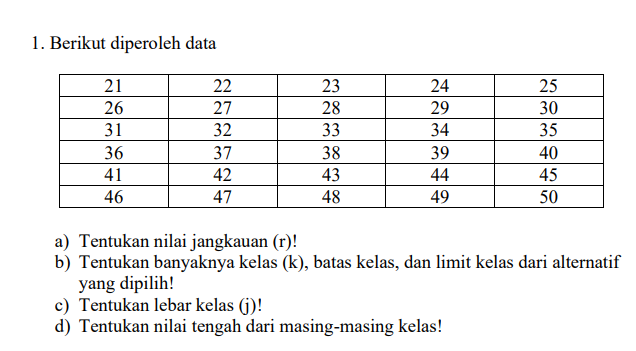 1. Berikut diperoleh data
21 22 23 24 25
26 27 28 29 30
31 32 33 34 35
36 37 38 39 40
41 42 43 44 45
46 47 48 49 50
a) Tentukan nilai jangkauan (r)!
b) Tentukan banyaknya kelas (k), batas kelas, dan limit kelas dari alternatif
yang dipilih!
c) Tentukan lebar kelas (j)!
d) Tentukan nilai tengah dari masing-masing kelas!